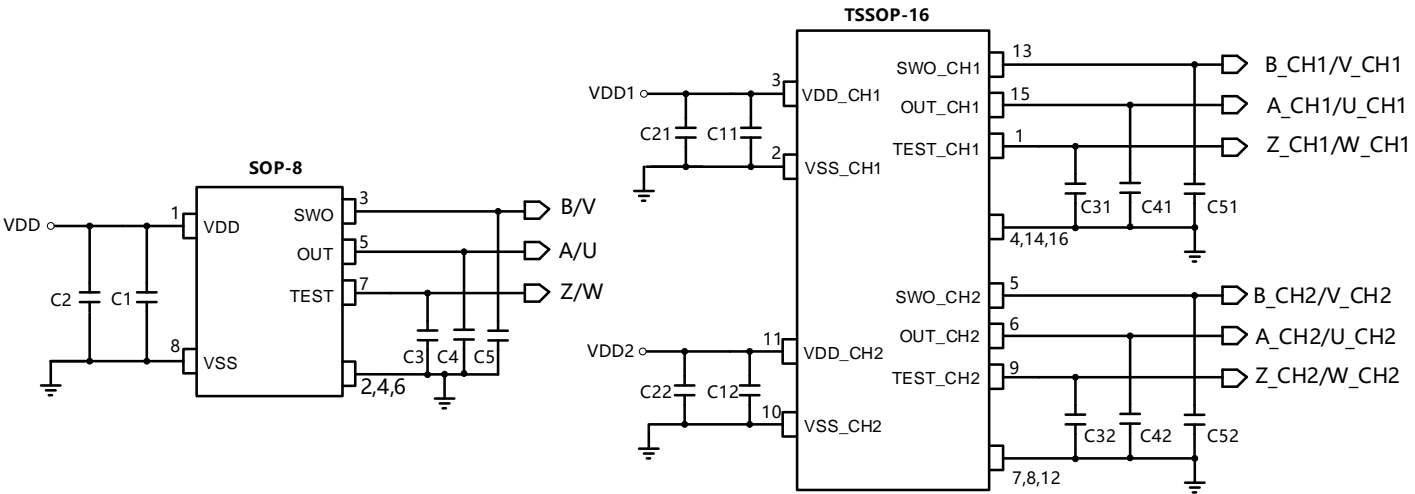 SOP-8
VDD
1
VDD
C2
C1
8
VSS
SWO
3
B/V
OUT
5
A/U
TEST
7
Z/W
C3
C4
C5
2,4,6
TSSOP-16
VDD1
3
VDD_CH1
C21
C11
2
VSS_CH1
SWO_CH1
13
B_CH1/V_CH1
OUT_CH1
15
A_CH1/U_CH1
TEST_CH1
1
Z_CH1/W_CH1
C31
C41
C51
4,14,16
VDD2
11
VDD_CH2
C22
C12
10
VSS_CH2
SWO_CH2
5
B_CH2/V_CH2
OUT_CH2
6
A_CH2/U_CH2
TEST_CH2
9
Z_CH2/W_CH2
C32
C42
C52
7,8,12